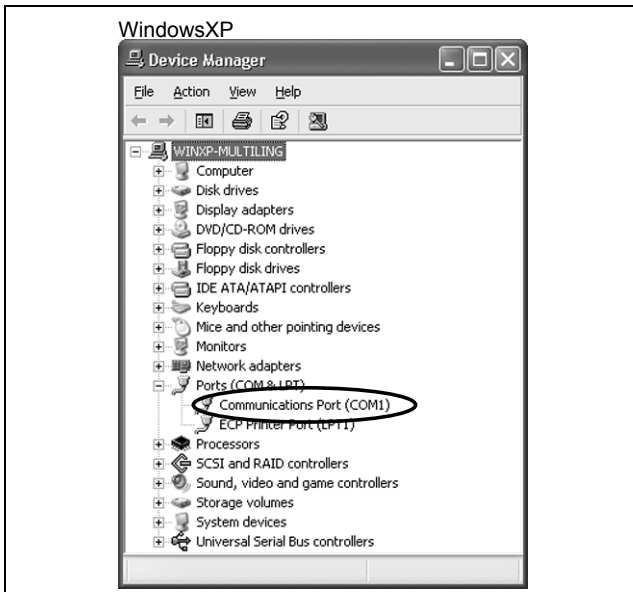 WindowsXP
Device Manager
File Action View Help
WINXP-MULTILING
Computer
Disk drives
Display adapters
DVD/CD-ROM drives
Floppy disk controllers
Floppy disk drives
IDE ATA/ATAPI controllers
Keyboards
Mice and other pointing devices
Monitors
Network adapters
Ports (COM & LPT)
Communications Port (COM1)
ECP Printer Port (LPT1)
Processors
SCSI and RAID controllers
Sound, video and game controllers
Storage volumes
System devices
Universal Serial Bus controllers